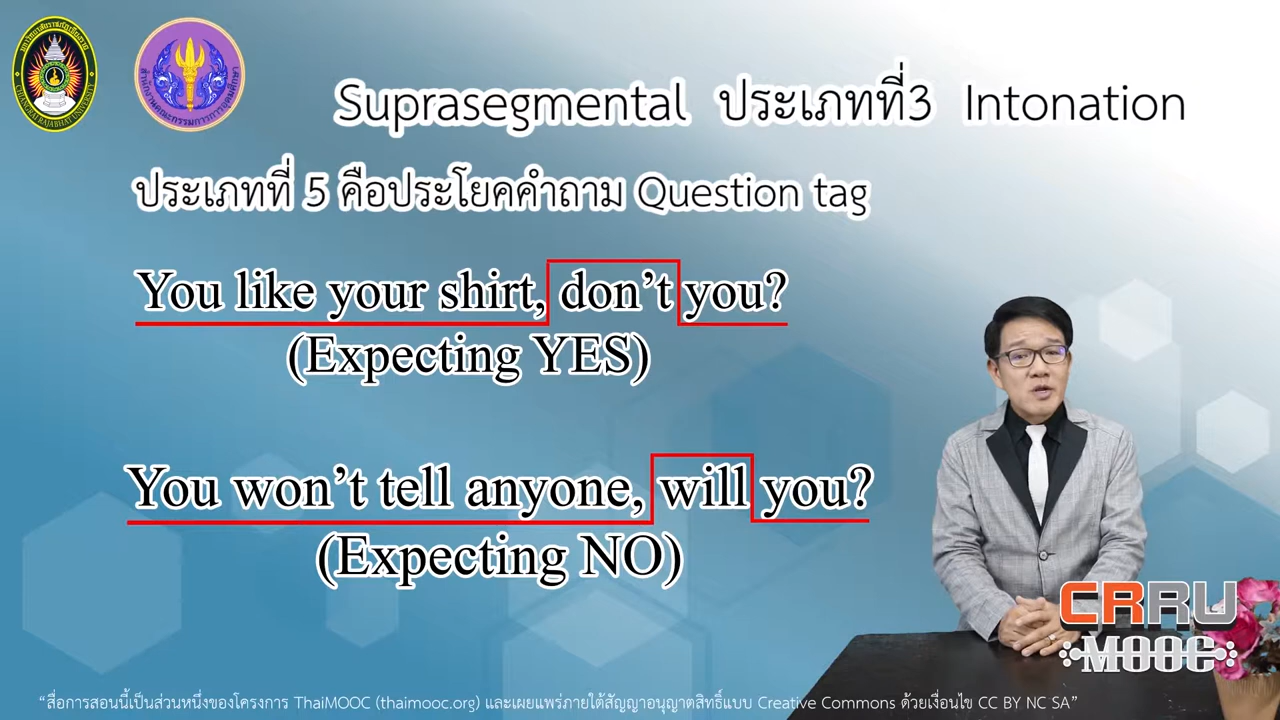 Suprasegmental ประเภทที่3 Intonation
ประเภทที่ 5 คือประโยคคำถาม Question tag
You like your shirt, don’t you?
(Expecting YES)
You won’t tell anyone, will you?
(Expecting NO)
CRRU
MOOC
“สื่อการสอนนี้เป็นส่วนหนึ่งของโครงการ ThaiMOOC (thaimooc.org) และเผยแพร่ภายใต้สัญญาอนุญาตสิทธิ์แบบ Creative Commons ด้วยเงื่อนไข CC BY NC SA”